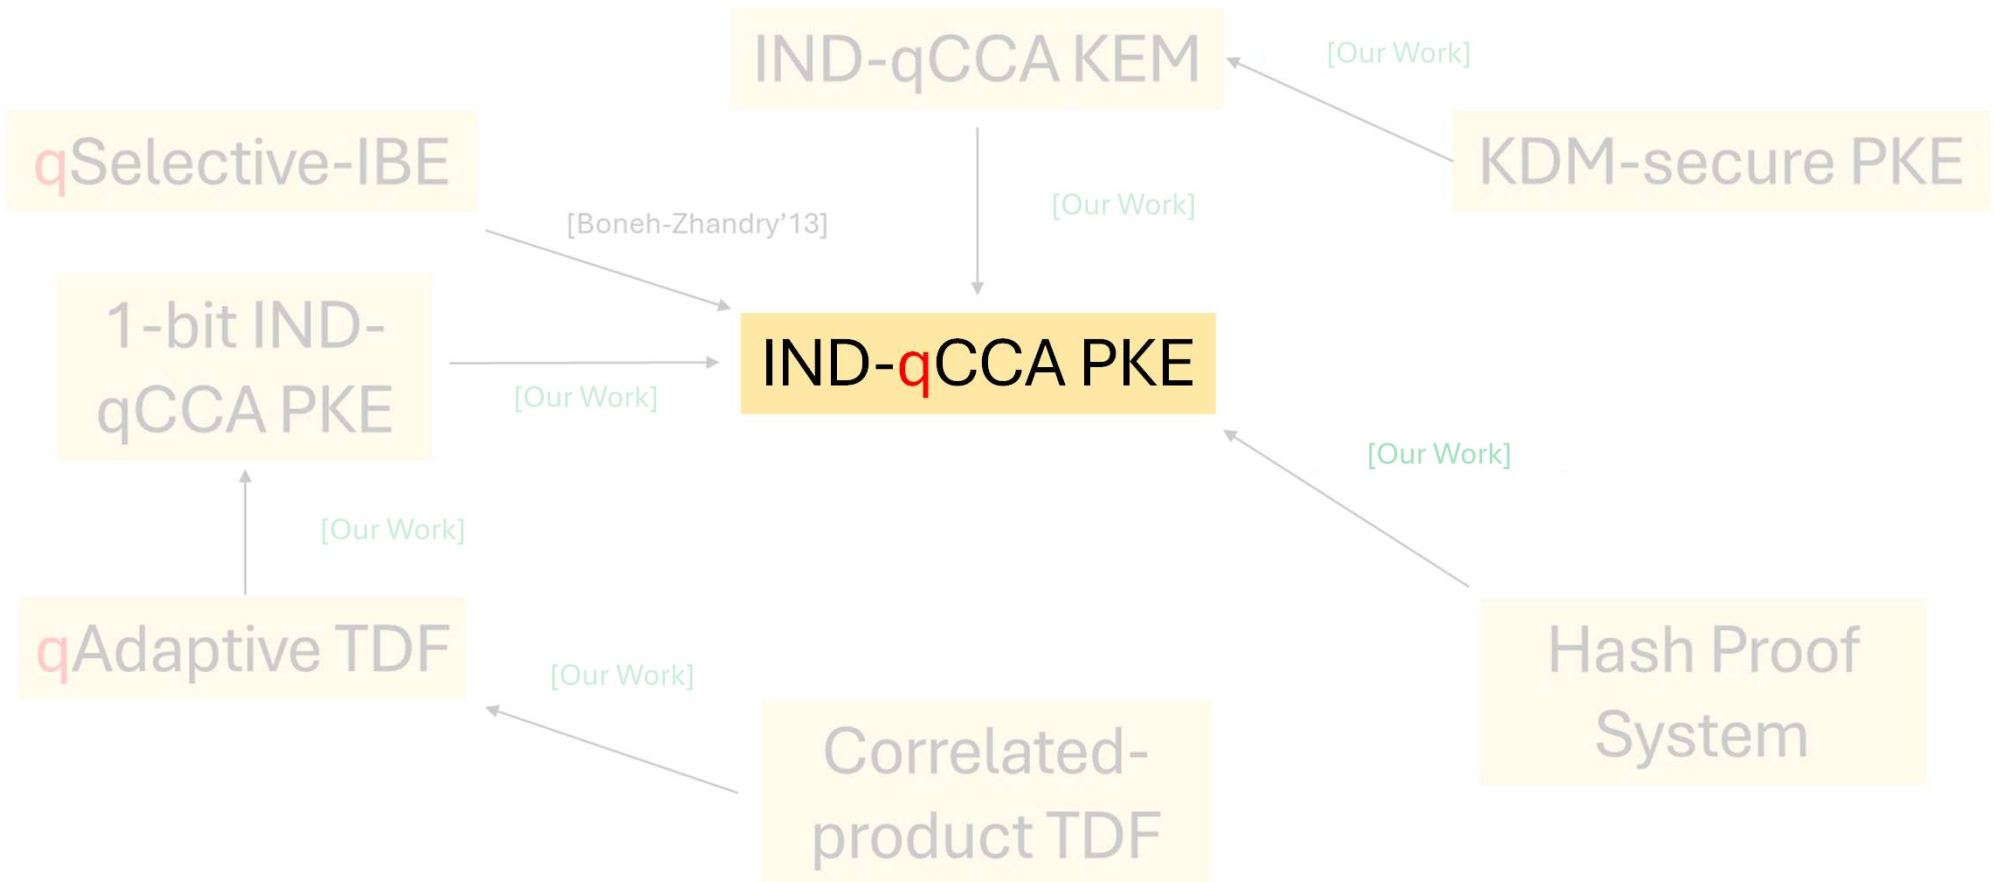 IND-qCCA KEM
[Our Work]
qSelective-IBE
KDM-secure PKE
[Our Work]
[Boneh-Zhandry’13]
1-bit IND-
qCCA PKE
IND-qCCA PKE
[Our Work]
[Our Work]
[Our Work]
qAdaptive TDF
[Our Work]
Hash Proof
System
Correlated-
product TDF